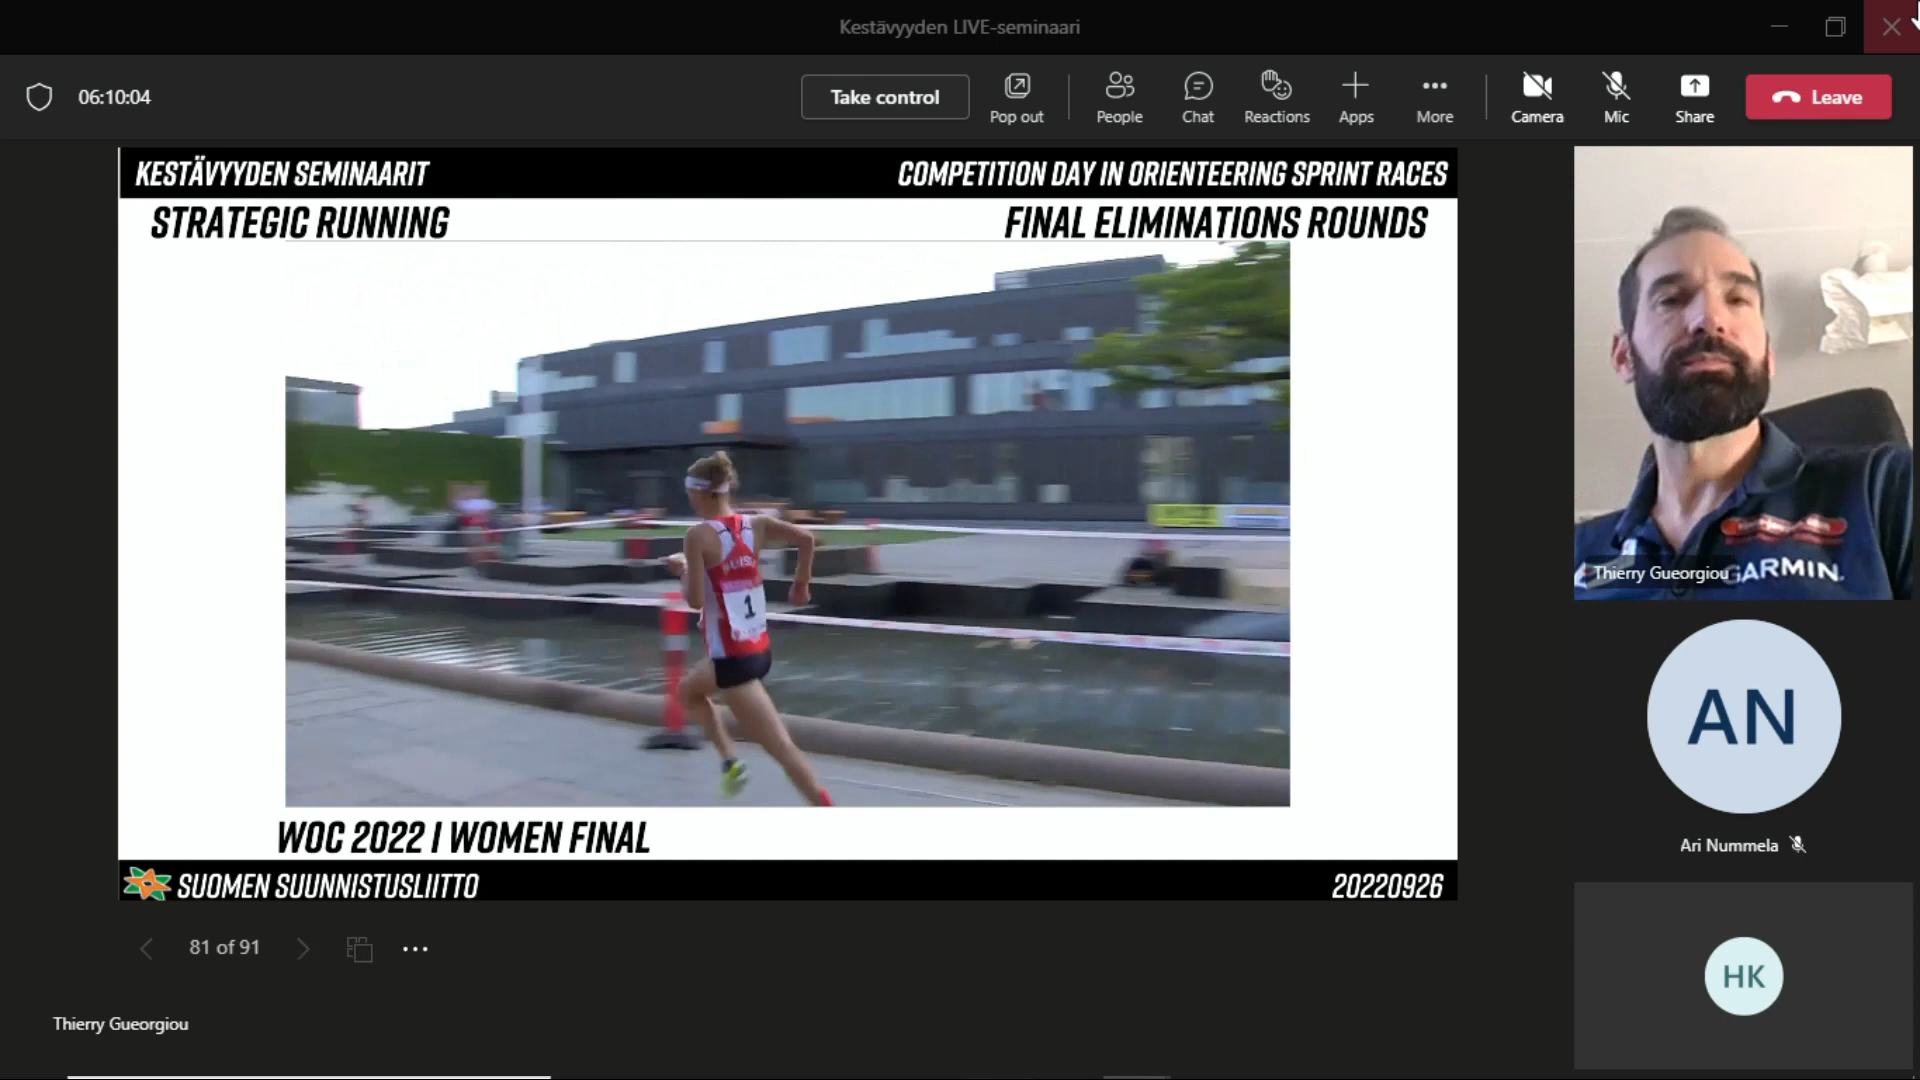 Kestävyyden LIVE-seminaari
06:10:04
Take control
Pop out
People
Chat
Reactions
Apps
More
Camera
Mic
Share
Leave
KESTÄVYYDEN SEMINAARIT
COMPETITION DAY IN ORIENTEERING SPRINT RACES
STRATEGIC RUNNING
FINAL ELIMINATIONS ROUNDS
1
WOC 2022 I WOMEN FINAL
SUOMEN SUUNNISTUSLIITTO
20220926
81 of 91
Thierry Gueorgiou
Thierry Gueorgiou
GARMIN.
AN
Ari Nummela
HK